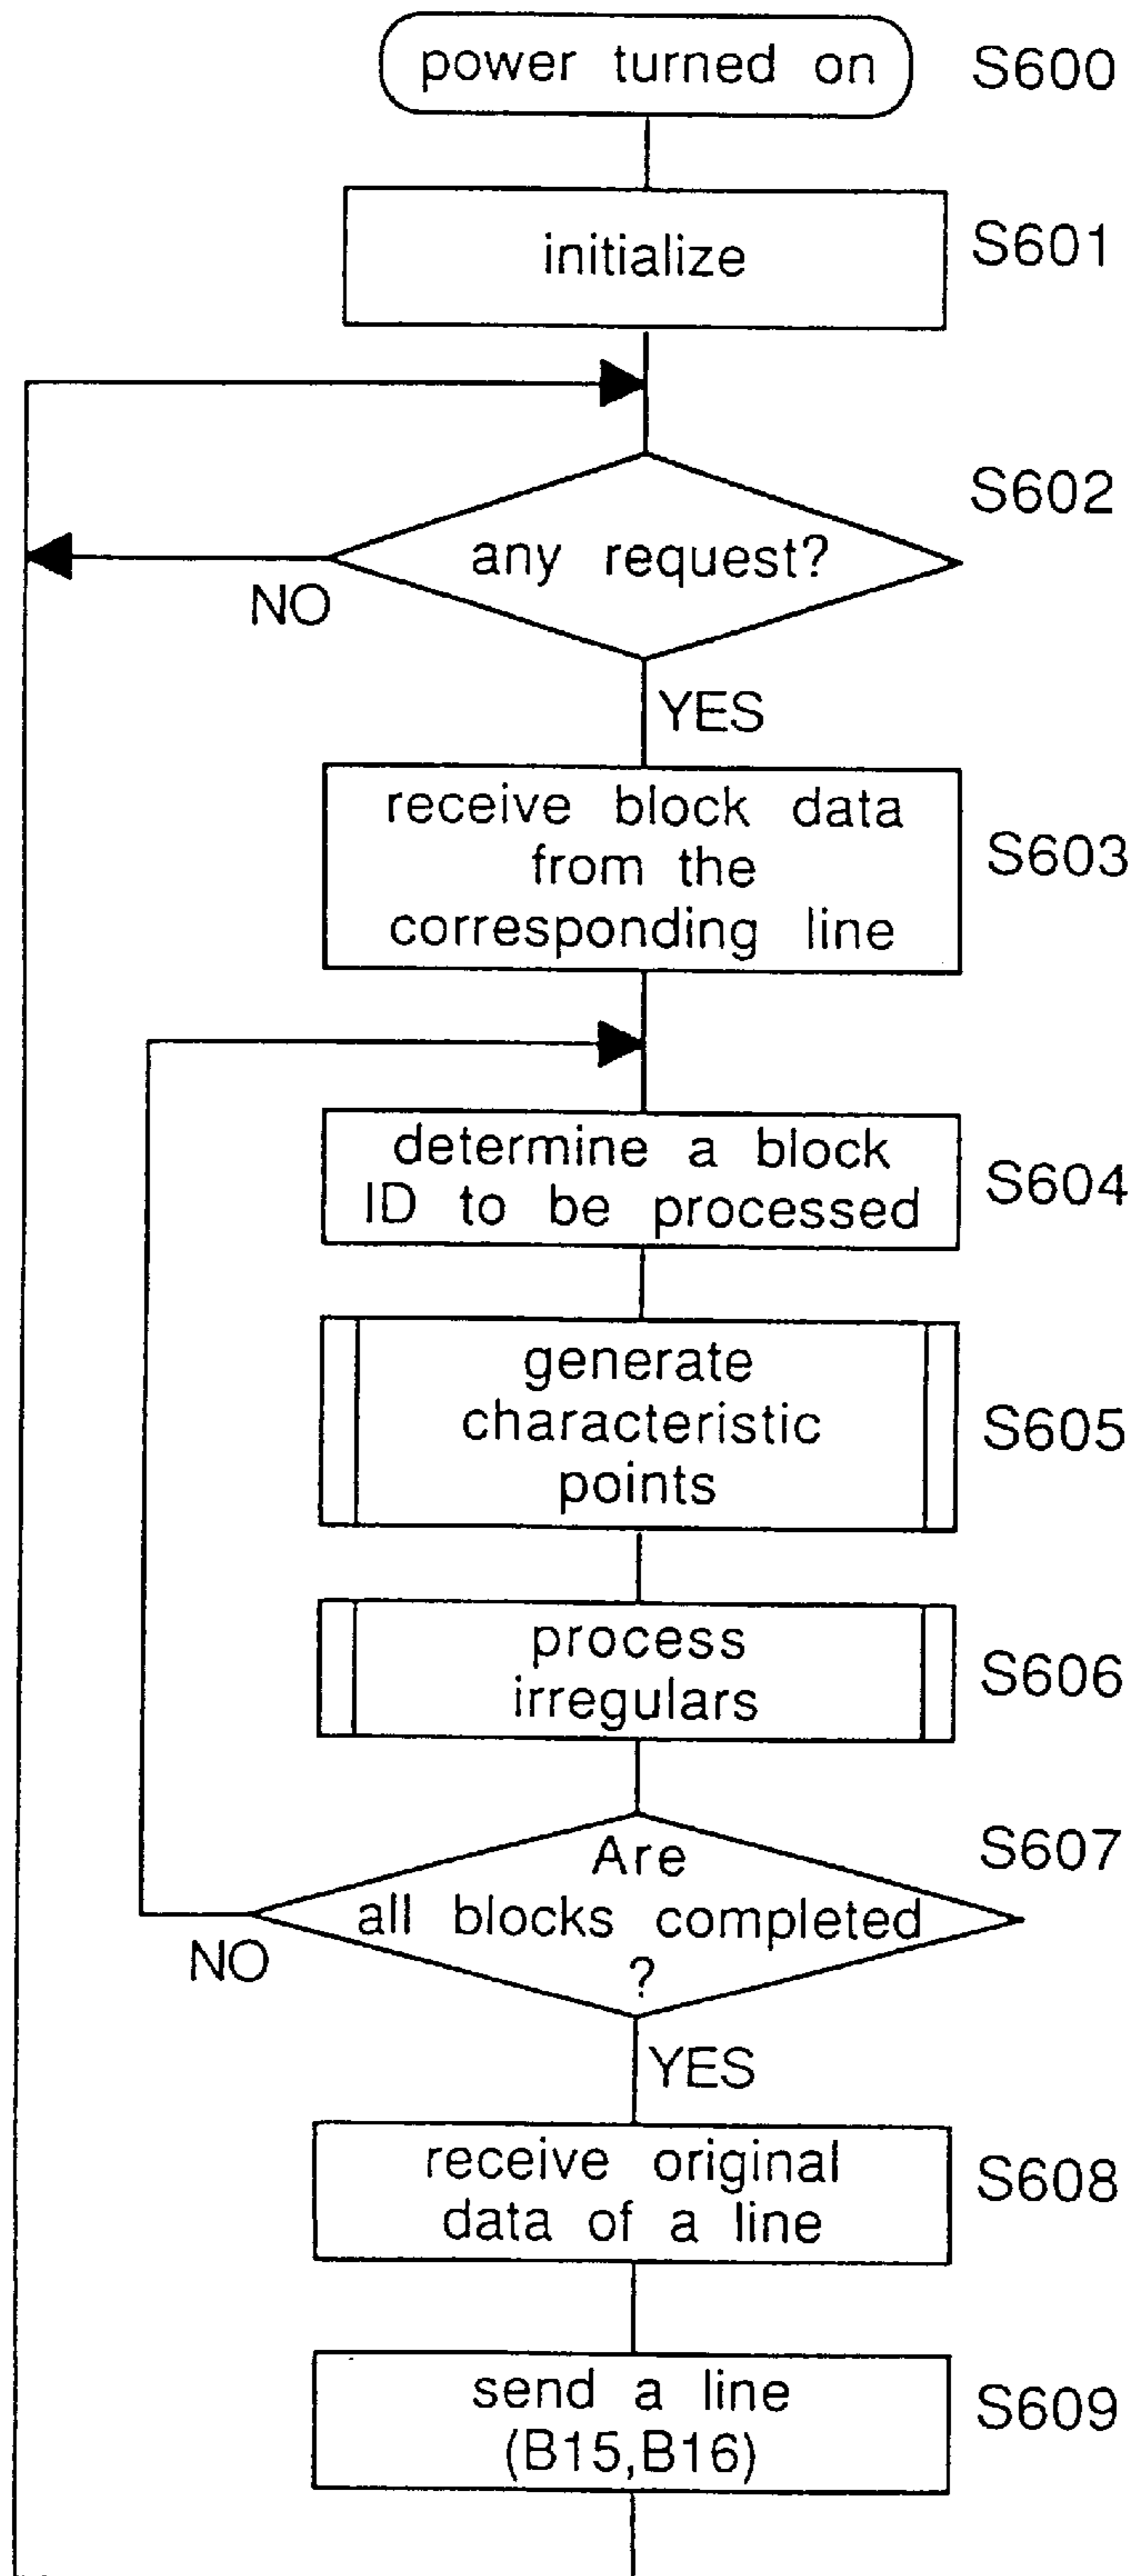 power turned on
S600
initialize
S601
S602
any request?
NO
YES
receive block data
from the
corresponding line
S603
determine a block
ID to be processed
S604
generate
characteristic
points
S605
process
irregulars
S606
S607
Are
all blocks completed
?
NO
YES
receive original
data of a line
S608
send a line
(B15,B16)
S609